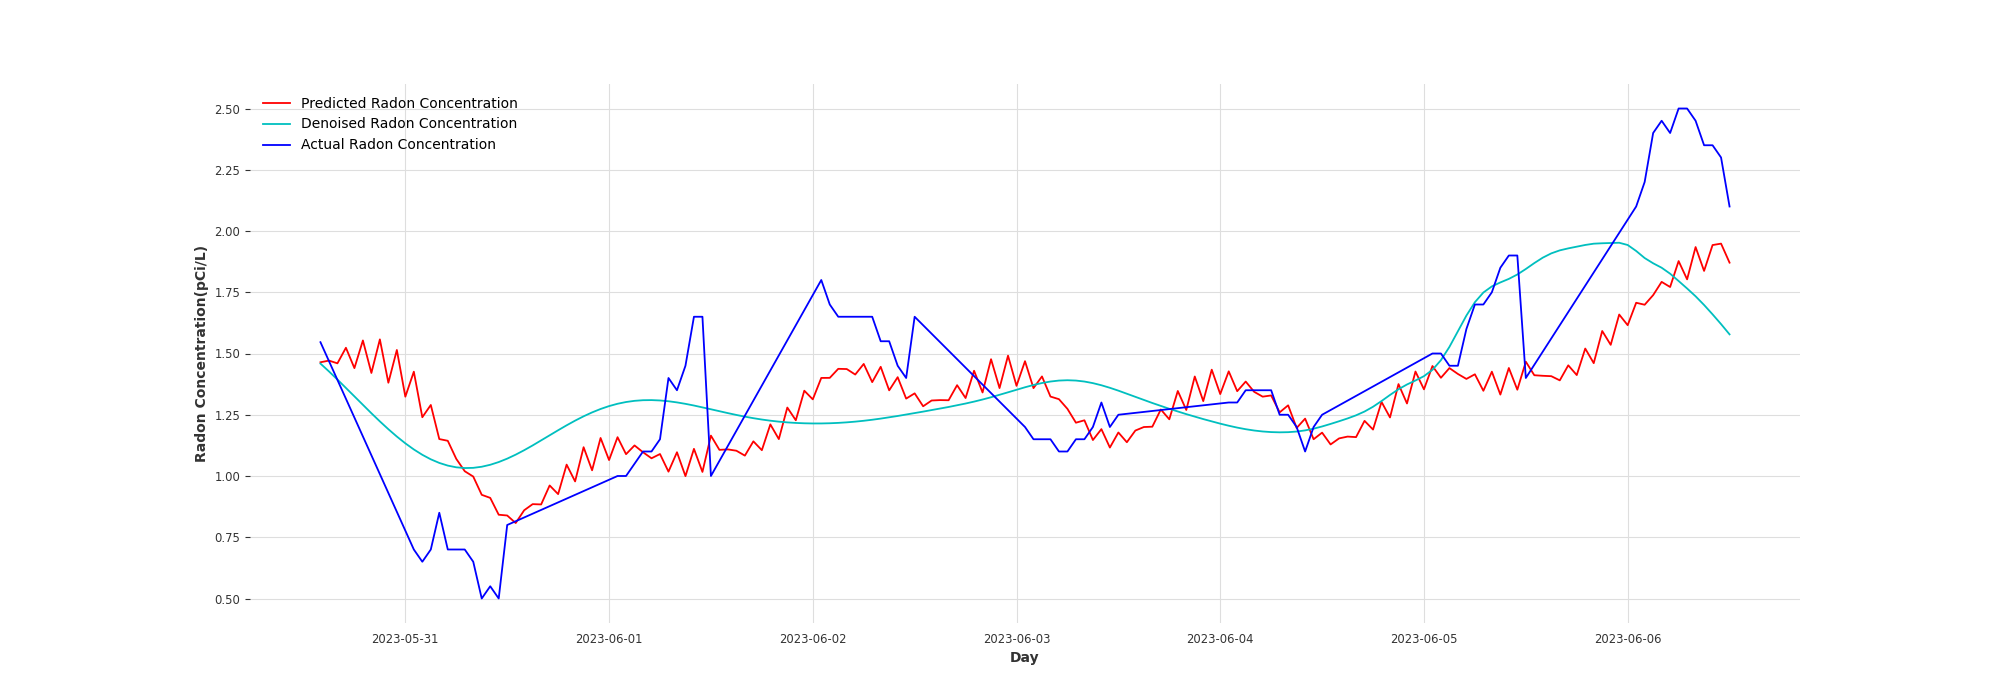 Predicted Radon Concentration
Denoised Radon Concentration
Actual Radon Concentration
Radon Concentration(pCi/L)
2.50
2.25
2.00
1.75
1.50
1.25
1.00
0.75
0.50
2023-05-31 2023-06-01 2023-06-02 2023-06-03 2023-06-04 2023-06-05 2023-06-06
Day